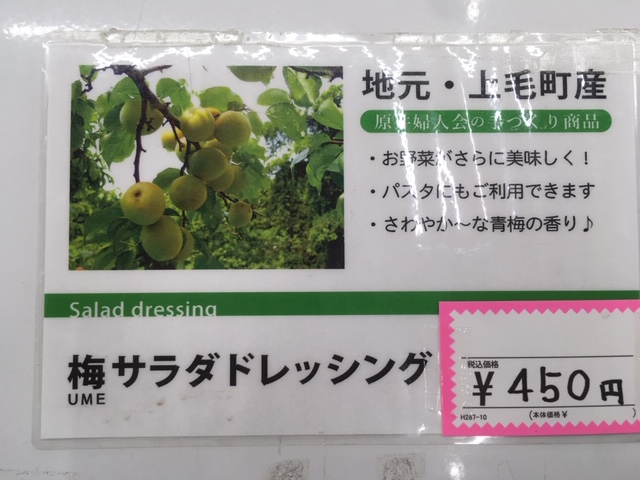 地元・上毛町産
原井婦人会の手づくり商品
・お野菜がさらに美味しく！
・パスタにもご利用できます
・さわやか〜な青梅の香り♪
Salad dressing
梅サラダドレッシング
UME
税込価格
¥450円
H287-10
(本体価格¥ )